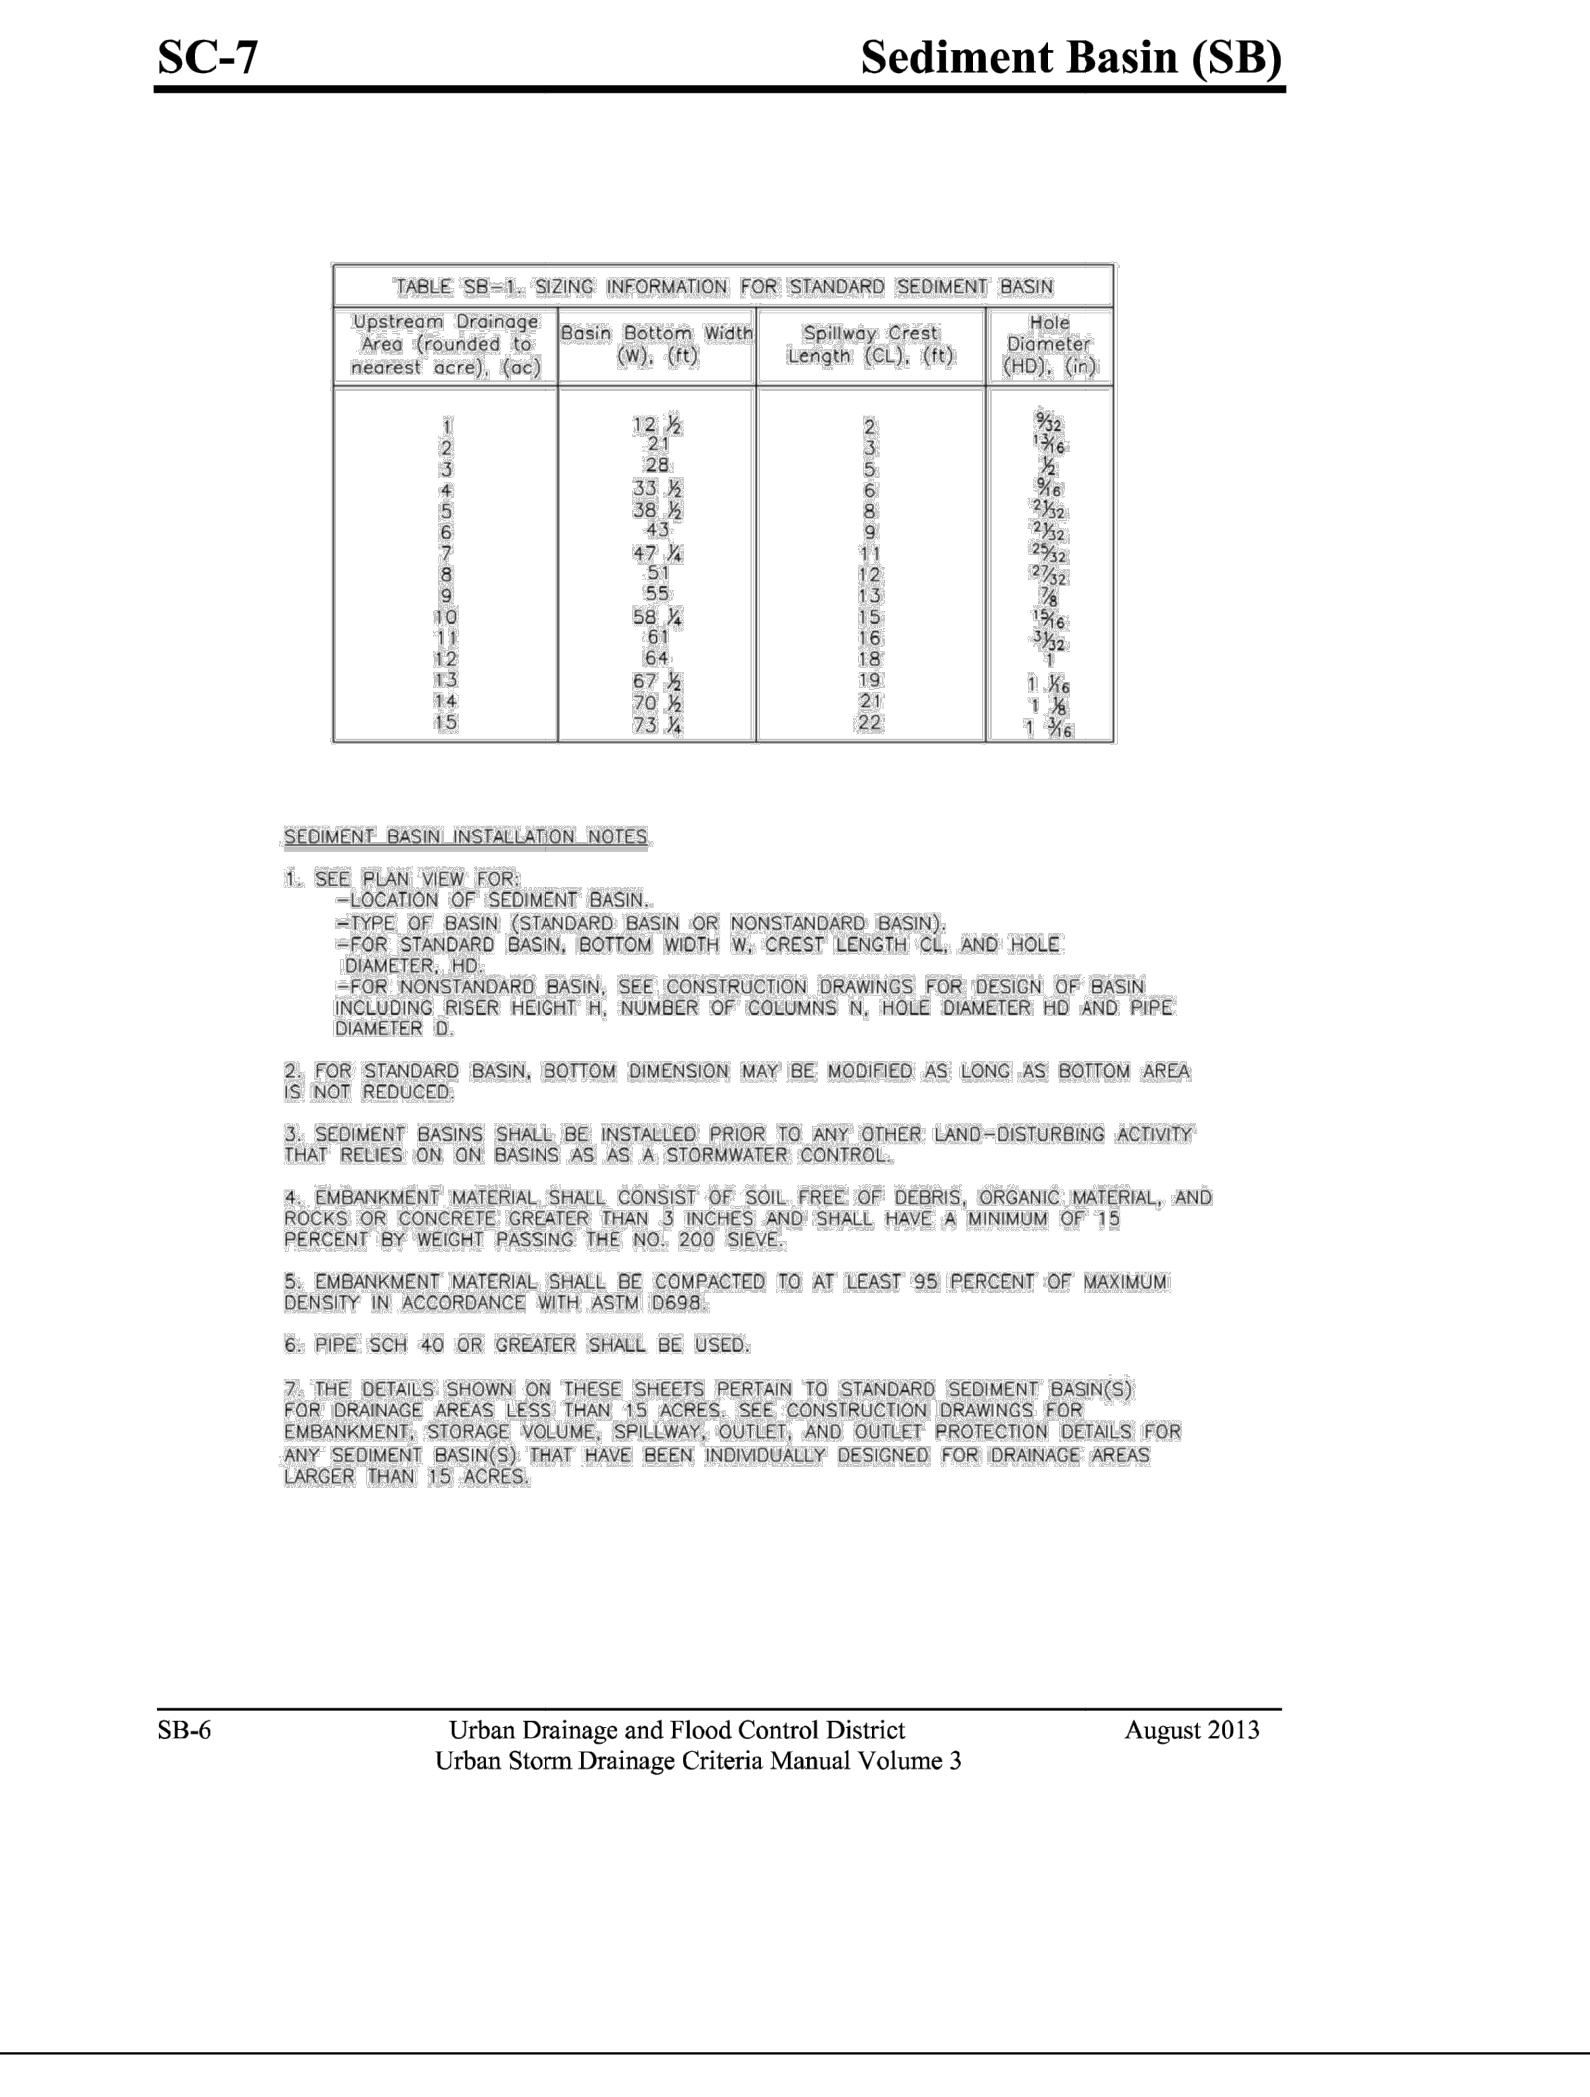 SC-7 Sediment Basin (SB)
TABLE SB-1. SIZING INFORMATION FOR STANDARD SEDIMENT BASIN
Upstream Drainage Area (rounded to nearest acre), (ac) | Basin Bottom Width (W), (ft) | Spillway Crest Length (CL), (ft) | Hole Diameter (HD), (in)
1 12 ½ 2 9/32
2 21 3 13/16
3 28 5 ½
4 33 ½ 6 9/16
5 38 ½ 8 21/32
6 43 9 21/32
7 47 ¼ 11 25/32
8 51 12 27/32
9 55 13 7/8
10 58 ¼ 15 15/16
11 61 16 31/32
12 64 18 1
13 67 ½ 19 1 1/16
14 70 ½ 21 1 1/8
15 73 ¼ 22 1 3/16
SEDIMENT BASIN INSTALLATION NOTES
1. SEE PLAN VIEW FOR:
-LOCATION OF SEDIMENT BASIN.
-TYPE OF BASIN (STANDARD BASIN OR NONSTANDARD BASIN).
-FOR STANDARD BASIN, BOTTOM WIDTH W, CREST LENGTH CL, AND HOLE
DIAMETER, HD.
-FOR NONSTANDARD BASIN, SEE CONSTRUCTION DRAWINGS FOR DESIGN OF BASIN
INCLUDING RISER HEIGHT H, NUMBER OF COLUMNS N, HOLE DIAMETER HD AND PIPE
DIAMETER D.
2. FOR STANDARD BASIN, BOTTOM DIMENSION MAY BE MODIFIED AS LONG AS BOTTOM AREA
IS NOT REDUCED.
3. SEDIMENT BASINS SHALL BE INSTALLED PRIOR TO ANY OTHER LAND-DISTURBING ACTIVITY
THAT RELIES ON ON BASINS AS AS A STORMWATER CONTROL.
4. EMBANKMENT MATERIAL SHALL CONSIST OF SOIL FREE OF DEBRIS, ORGANIC MATERIAL, AND
ROCKS OR CONCRETE GREATER THAN 3 INCHES AND SHALL HAVE A MINIMUM OF 15
PERCENT BY WEIGHT PASSING THE NO. 200 SIEVE.
5. EMBANKMENT MATERIAL SHALL BE COMPACTED TO AT LEAST 95 PERCENT OF MAXIMUM
DENSITY IN ACCORDANCE WITH ASTM D698.
6. PIPE SCH 40 OR GREATER SHALL BE USED.
7. THE DETAILS SHOWN ON THESE SHEETS PERTAIN TO STANDARD SEDIMENT BASIN(S)
FOR DRAINAGE AREAS LESS THAN 15 ACRES. SEE CONSTRUCTION DRAWINGS FOR
EMBANKMENT, STORAGE VOLUME, SPILLWAY, OUTLET, AND OUTLET PROTECTION DETAILS FOR
ANY SEDIMENT BASIN(S) THAT HAVE BEEN INDIVIDUALLY DESIGNED FOR DRAINAGE AREAS
LARGER THAN 15 ACRES.
SB-6 Urban Drainage and Flood Control District August 2013
Urban Storm Drainage Criteria Manual Volume 3